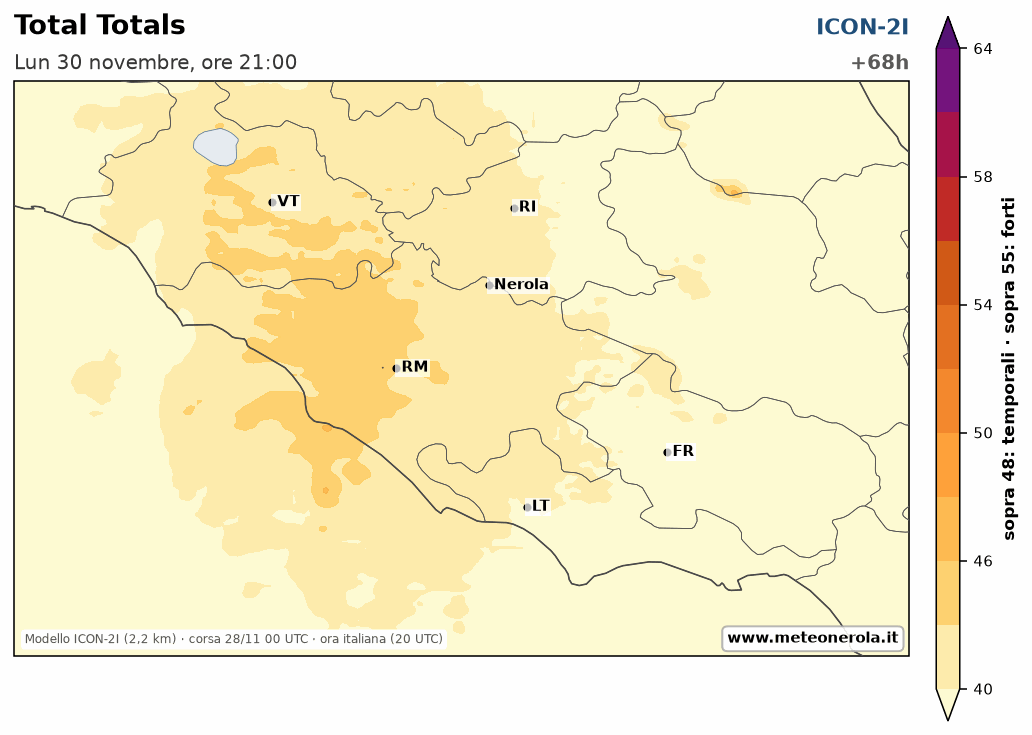 Total Totals
ICON-2I
Lun 30 novembre, ore 21:00
+68h
VT
RI
Nerola
RM
FR
LT
64
58
54
50
46
40
sopra 48: temporali · sopra 55: forti
Modello ICON-2I (2,2 km) · corsa 28/11 00 UTC · ora italiana (20 UTC)
www.meteonerola.it